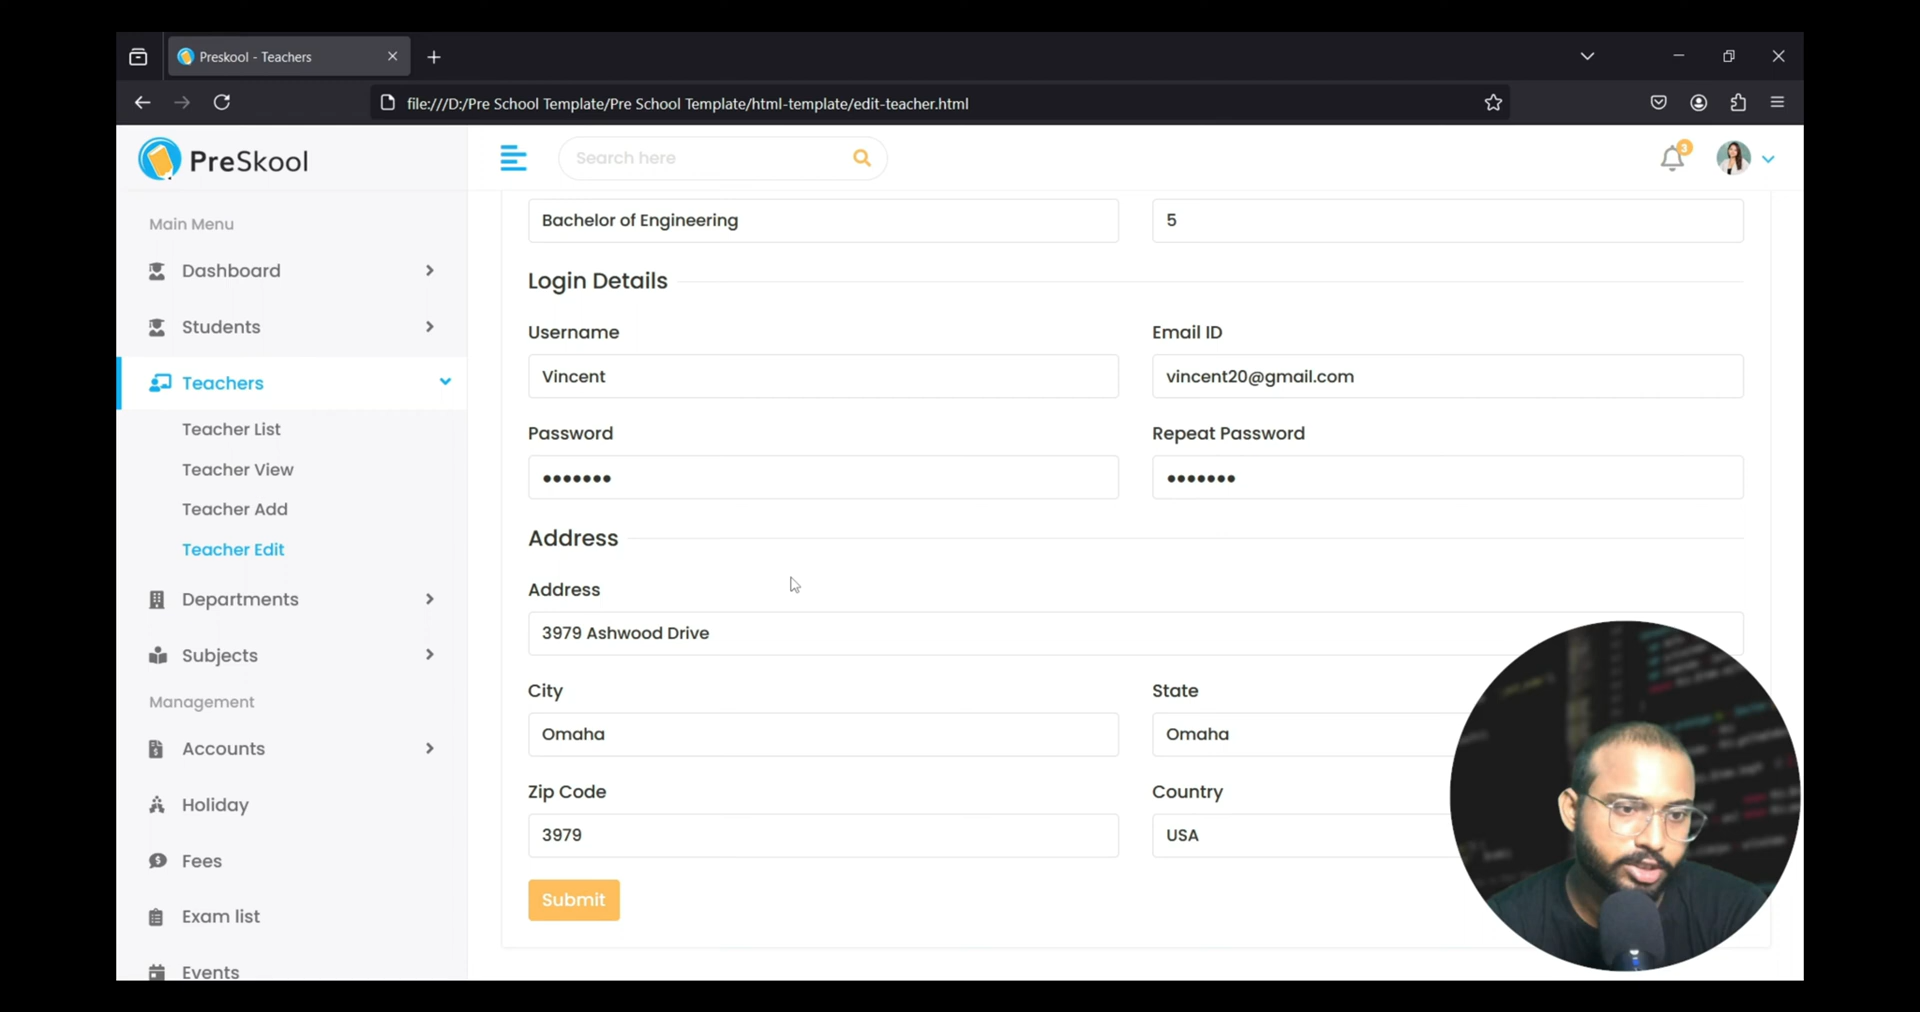 Preskool - Teachers
file:///D:/Pre School Template/Pre School Template/html-template/edit-teacher.html
PreSkool
Search here
3
Main Menu
Dashboard
Students
Teachers
Teacher List
Teacher View
Teacher Add
Teacher Edit
Departments
Subjects
Management
Accounts
Holiday
Fees
Exam list
Events
Bachelor of Engineering
5
Login Details
Username
Email ID
Vincent
vincent20@gmail.com
Password
Repeat Password
•••••••
•••••••
Address
Address
3979 Ashwood Drive
City
State
Omaha
Omaha
Zip Code
Country
3979
USA
Submit